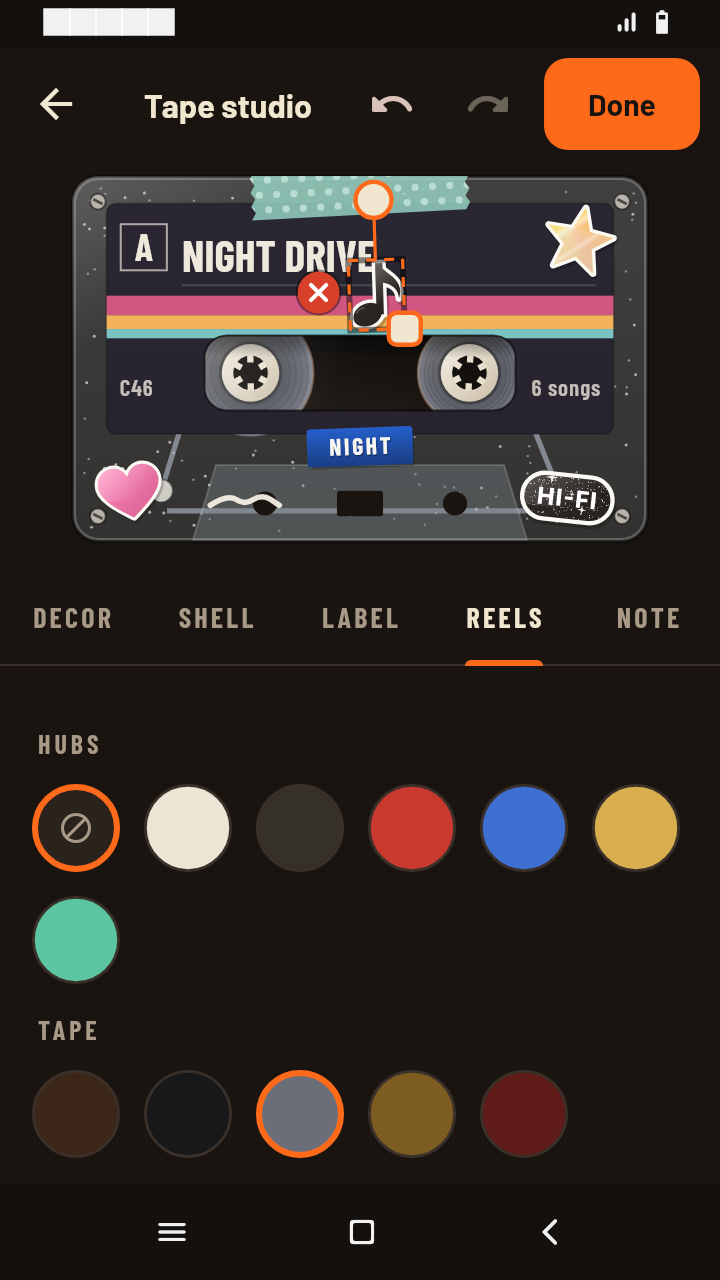 Tape studio
Done
A
NIGHT DRIVE
C46
6 songs
NIGHT
HI-FI
DECOR
SHELL
LABEL
REELS
NOTE
HUBS
TAPE